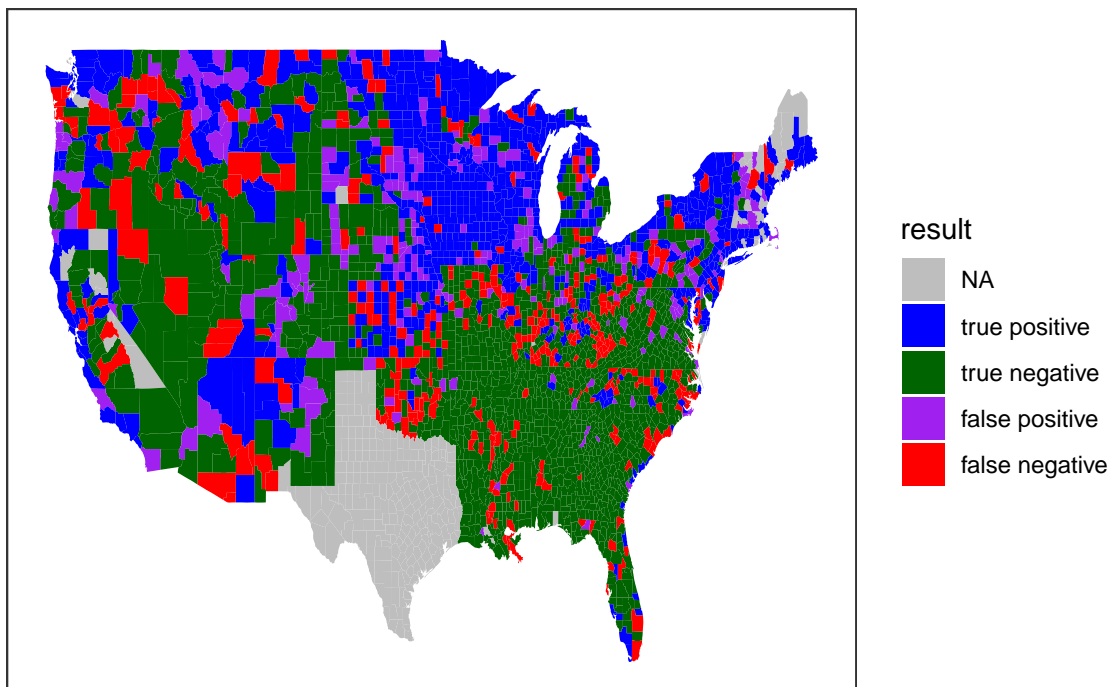 result
NA
true positive
true negative
false positive
false negative